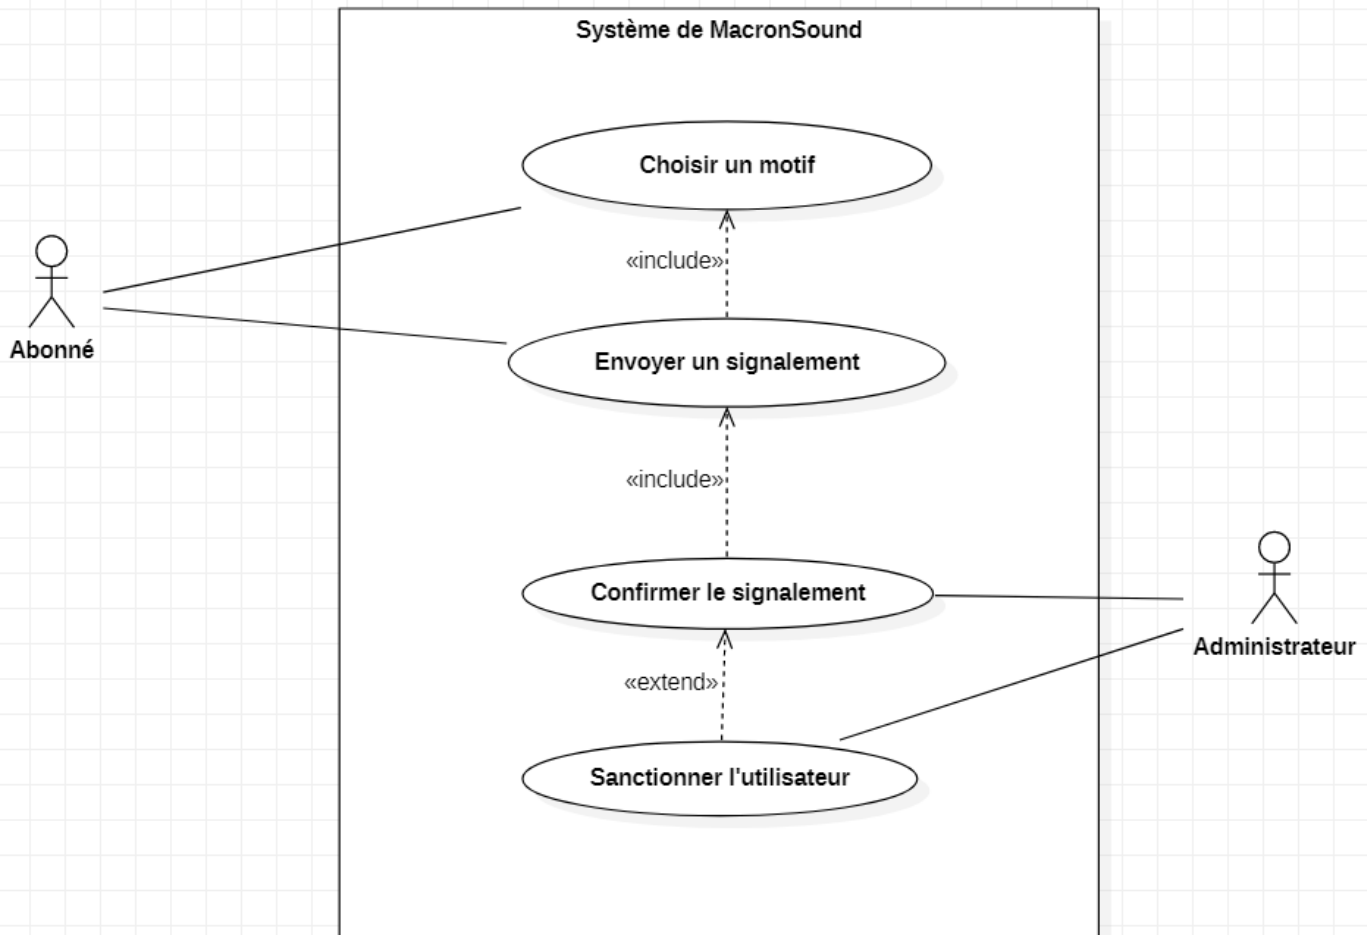 Système de MacronSound
Choisir un motif
«include»
Abonné
Envoyer un signalement
«include»
Confirmer le signalement
Administrateur
«extend»
Sanctionner l'utilisateur